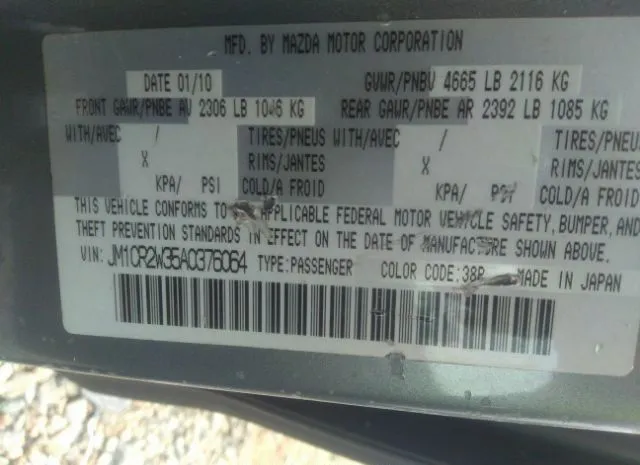 MFD. BY MAZDA MOTOR CORPORATION
DATE 01/10 GVWR/PNBV 4665 LB 2116 KG
FRONT GAWR/PNBE AV 2306 LB 1046 KG REAR GAWR/PNBE AR 2392 LB 1085 KG
WITH/AVEC / TIRES/PNEUS WITH/AVEC / TIRES/PNEUS
X RIMS/JANTES X RIMS/JANTES
KPA/ PSI COLD/A FROID KPA/ PSI COLD/A FROID
THIS VEHICLE CONFORMS TO APPLICABLE FEDERAL MOTOR VEHICLE SAFETY, BUMPER, AND
THEFT PREVENTION STANDARDS IN EFFECT ON THE DATE OF MANUFACTURE SHOWN ABOVE.
VIN: JM1CR2W35A0376064 TYPE:PASSENGER COLOR CODE:38P MADE IN JAPAN